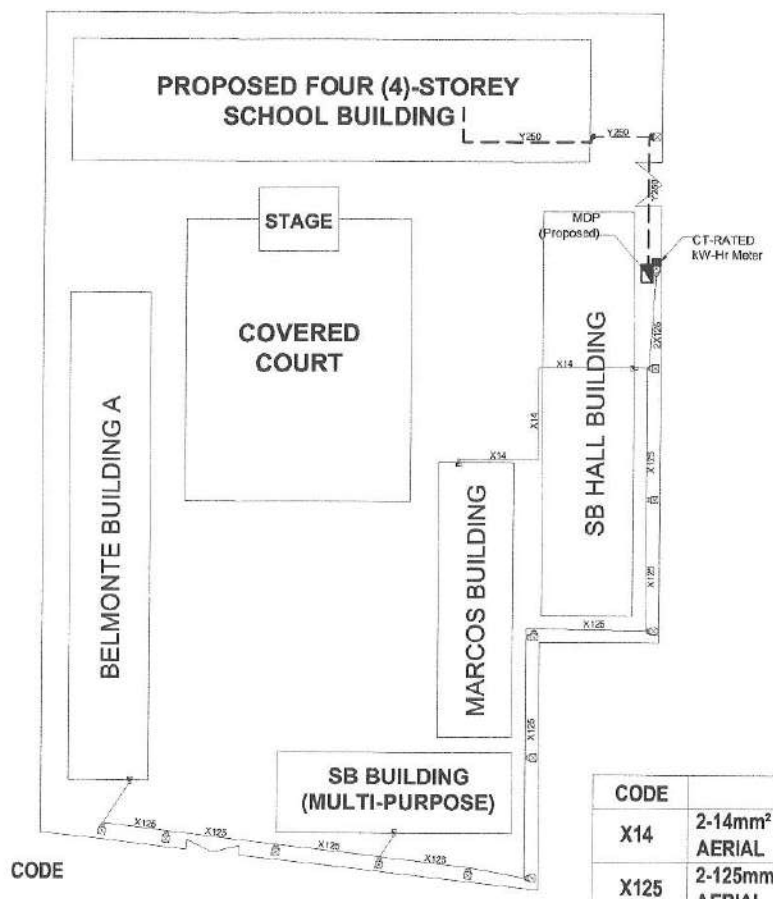 PROPOSED FOUR (4)-STOREY
SCHOOL BUILDING
Y250
Y250
Y250
STAGE
MDP
(Proposed)
CT-RATED
kW-Hr Meter
COVERED
COURT
2X125
X14
X14
X14
SB HALL BUILDING
X125
X125
BELMONTE BUILDING A
MARCOS BUILDING
X125
X125
SB BUILDING
(MULTI-PURPOSE)
X125
X125
X125
X125
CODE
CODE
X14
2-14mm²
AERIAL
X125
2-125mm
AERIAL